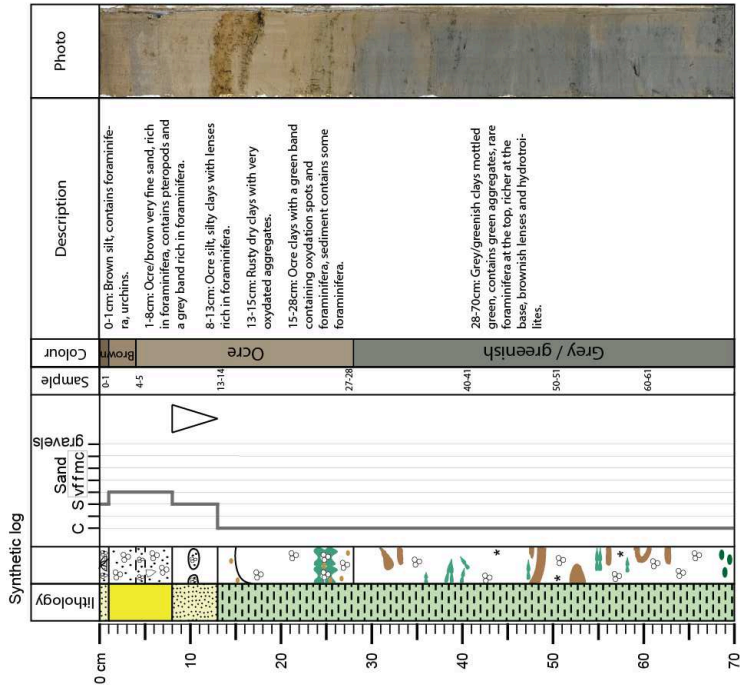 Synthetic log
lithology
C S vf f m c
Sand
gravels
Sample
Colour
Description
Photo
0 cm
10
20
30
40
50
60
70
0-1
4-5
13-14
27-28
40-41
50-51
60-61
Brown
Ocre
Grey / greenish
0-1cm: Brown silt, contains foraminife-
ra, urchins.
1-8cm: Ocre/brown very fine sand, rich
in foraminifera, contains pteropods and
a grey band rich in foraminifera.
8-13cm: Ocre silt, silty clays with lenses
rich in foraminifera.
13-15cm: Rusty dry clays with very
oxydated aggregates.
15-28cm: Ocre clays with a green band
containing oxydation spots and
foraminifera, sediment contains some
foraminifera.
28-70cm: Grey/greenish clays mottled
green, contains green aggregates, rare
foraminifera at the top, richer at the
base, brownish lenses and hydrotroi-
lites.